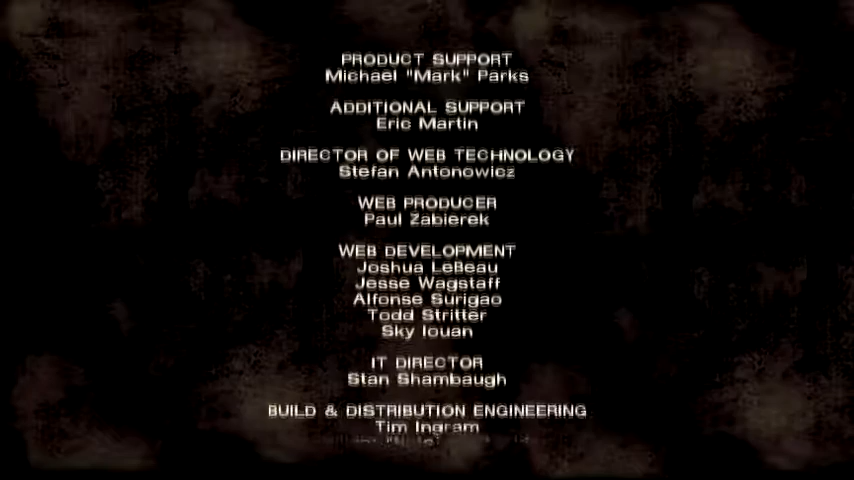 PRODUCT SUPPORT
Michael "Mark" Parks
ADDITIONAL SUPPORT
Eric Martin
DIRECTOR OF WEB TECHNOLOGY
Stefan Antonowicz
WEB PRODUCER
Paul Zabierek
WEB DEVELOPMENT
Joshua LeBeau
Jesse Wagstaff
Alfonse Surigao
Todd Stritter
Sky Iouan
IT DIRECTOR
Stan Shambaugh
BUILD & DISTRIBUTION ENGINEERING
Tim Ingram